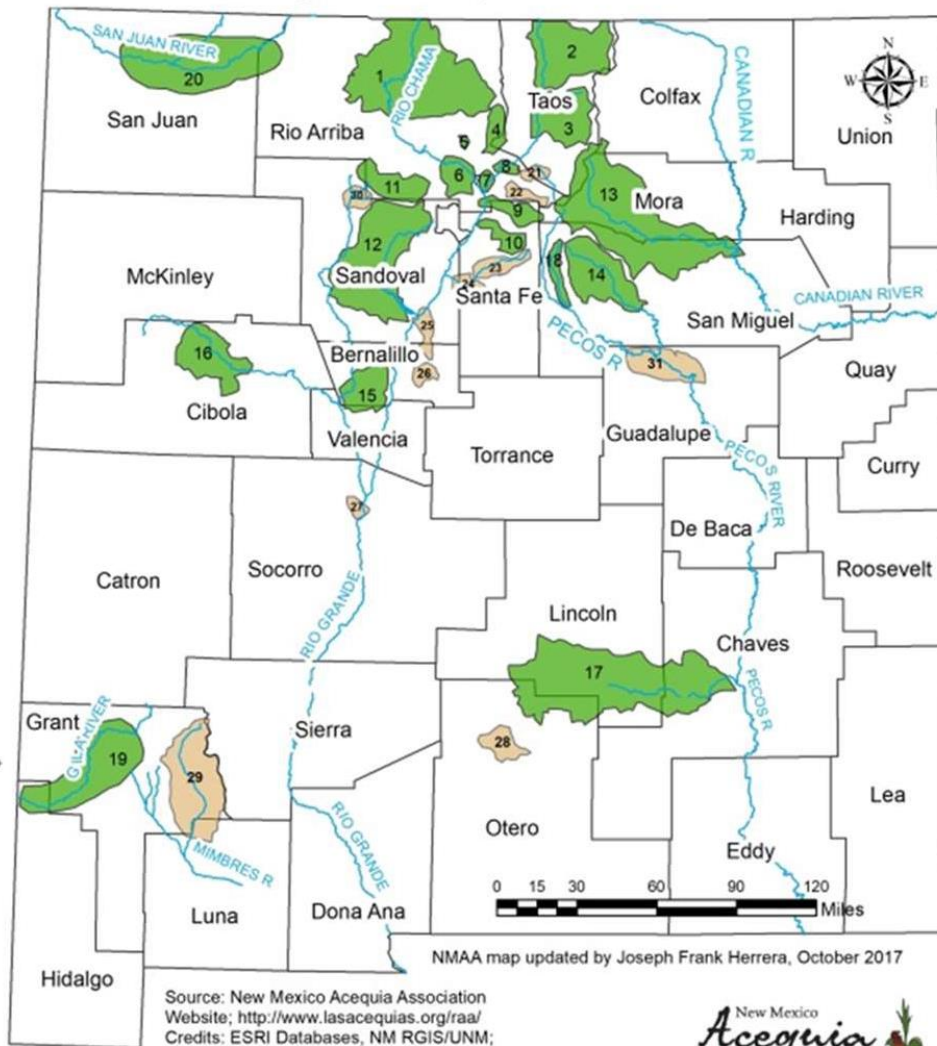 SAN JUAN RIVER
20
San Juan
1
RIO CHAMA
Rio Arriba
2
Taos
3
4
5
Colfax
CANADIAN R
N
W E
S
Union
6
7
8
21
22
9
10
11
30
12
Sandoval
13
Mora
Harding
McKinley
23
24
Santa Fe
18
14
San Miguel
CANADIAN RIVER
PECOS R
25
Bernalillo
26
16
Cibola
15
Valencia
31
Quay
Guadalupe
Torrance
PECOS RIVER
Curry
27
De Baca
Roosevelt
Catron
Socorro
RIO GRANDE
Lincoln
Chaves
17
PECOS R
Grant
GILA RIVER
19
29
Sierra
28
Lea
Otero
RIO GRANDE
MIMBRES R
Eddy
Luna
Dona Ana
0 15 30 60 90 120
Miles
Hidalgo
NMAA map updated by Joseph Frank Herrera, October 2017
Source: New Mexico Acequia Association
Website; http://www.lasacequias.org/raa/
Credits: ESRI Databases, NM RGIS/UNM;
New Mexico
Acequia